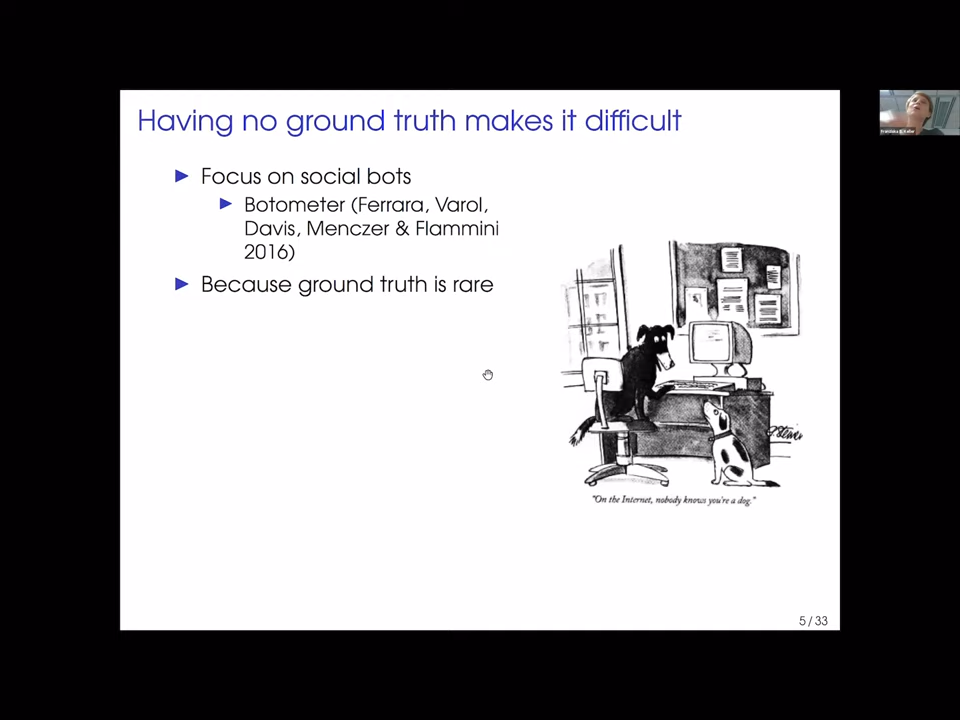 Having no ground truth makes it difficult
▶ Focus on social bots
▶ Botometer (Ferrara, Varol,
Davis, Menczer & Flammini
2016)
▶ Because ground truth is rare
"On the Internet, nobody knows you're a dog."
5 / 33